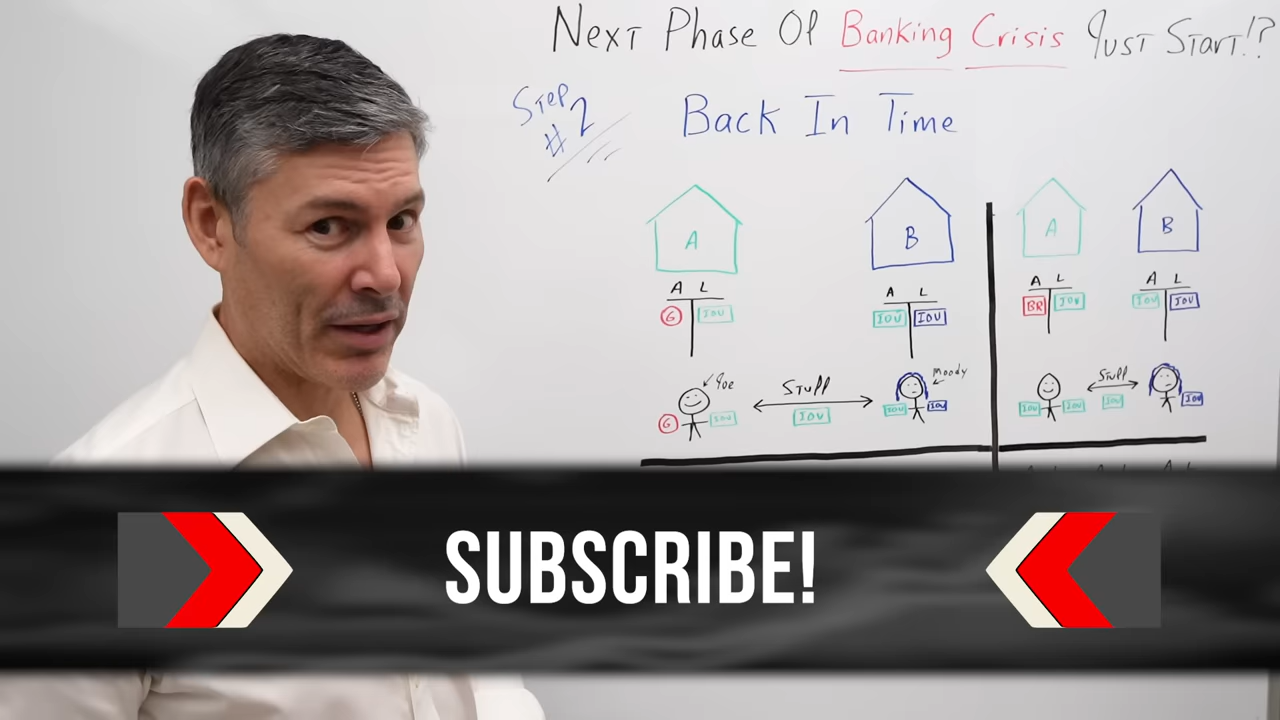 Next Phase Of Banking Crisis Just Start!?
Step #2
Back In Time
A B A B
A L A L A L A L
G IOU IOU IOU BR IOU IOU IOU
Joe Moody
Stuff Stuff
G IOU IOU IOU IOU IOU IOU IOU IOU
SUBSCRIBE!